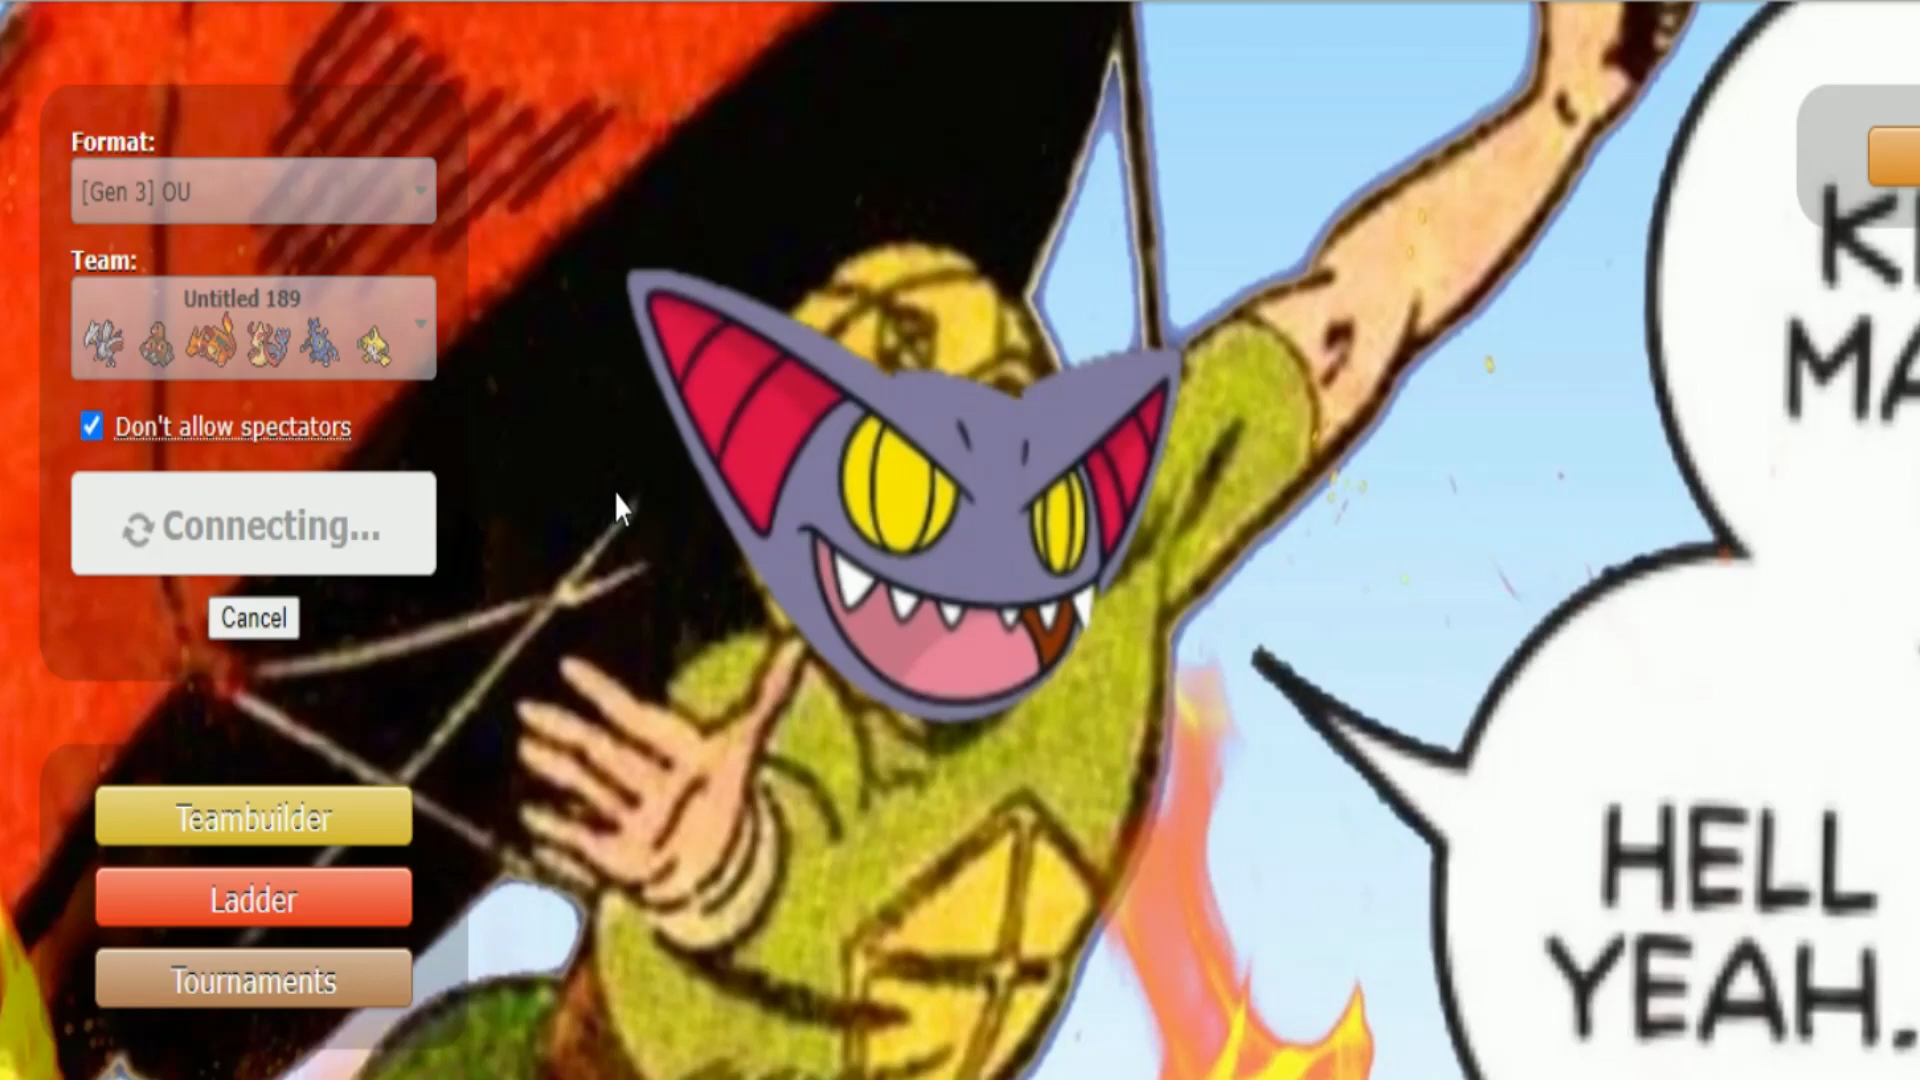 Format:
[Gen 3] OU
Team:
Untitled 189
Don't allow spectators
Connecting...
Cancel
Teambuilder
Ladder
Tournaments
HELL
YEAH.